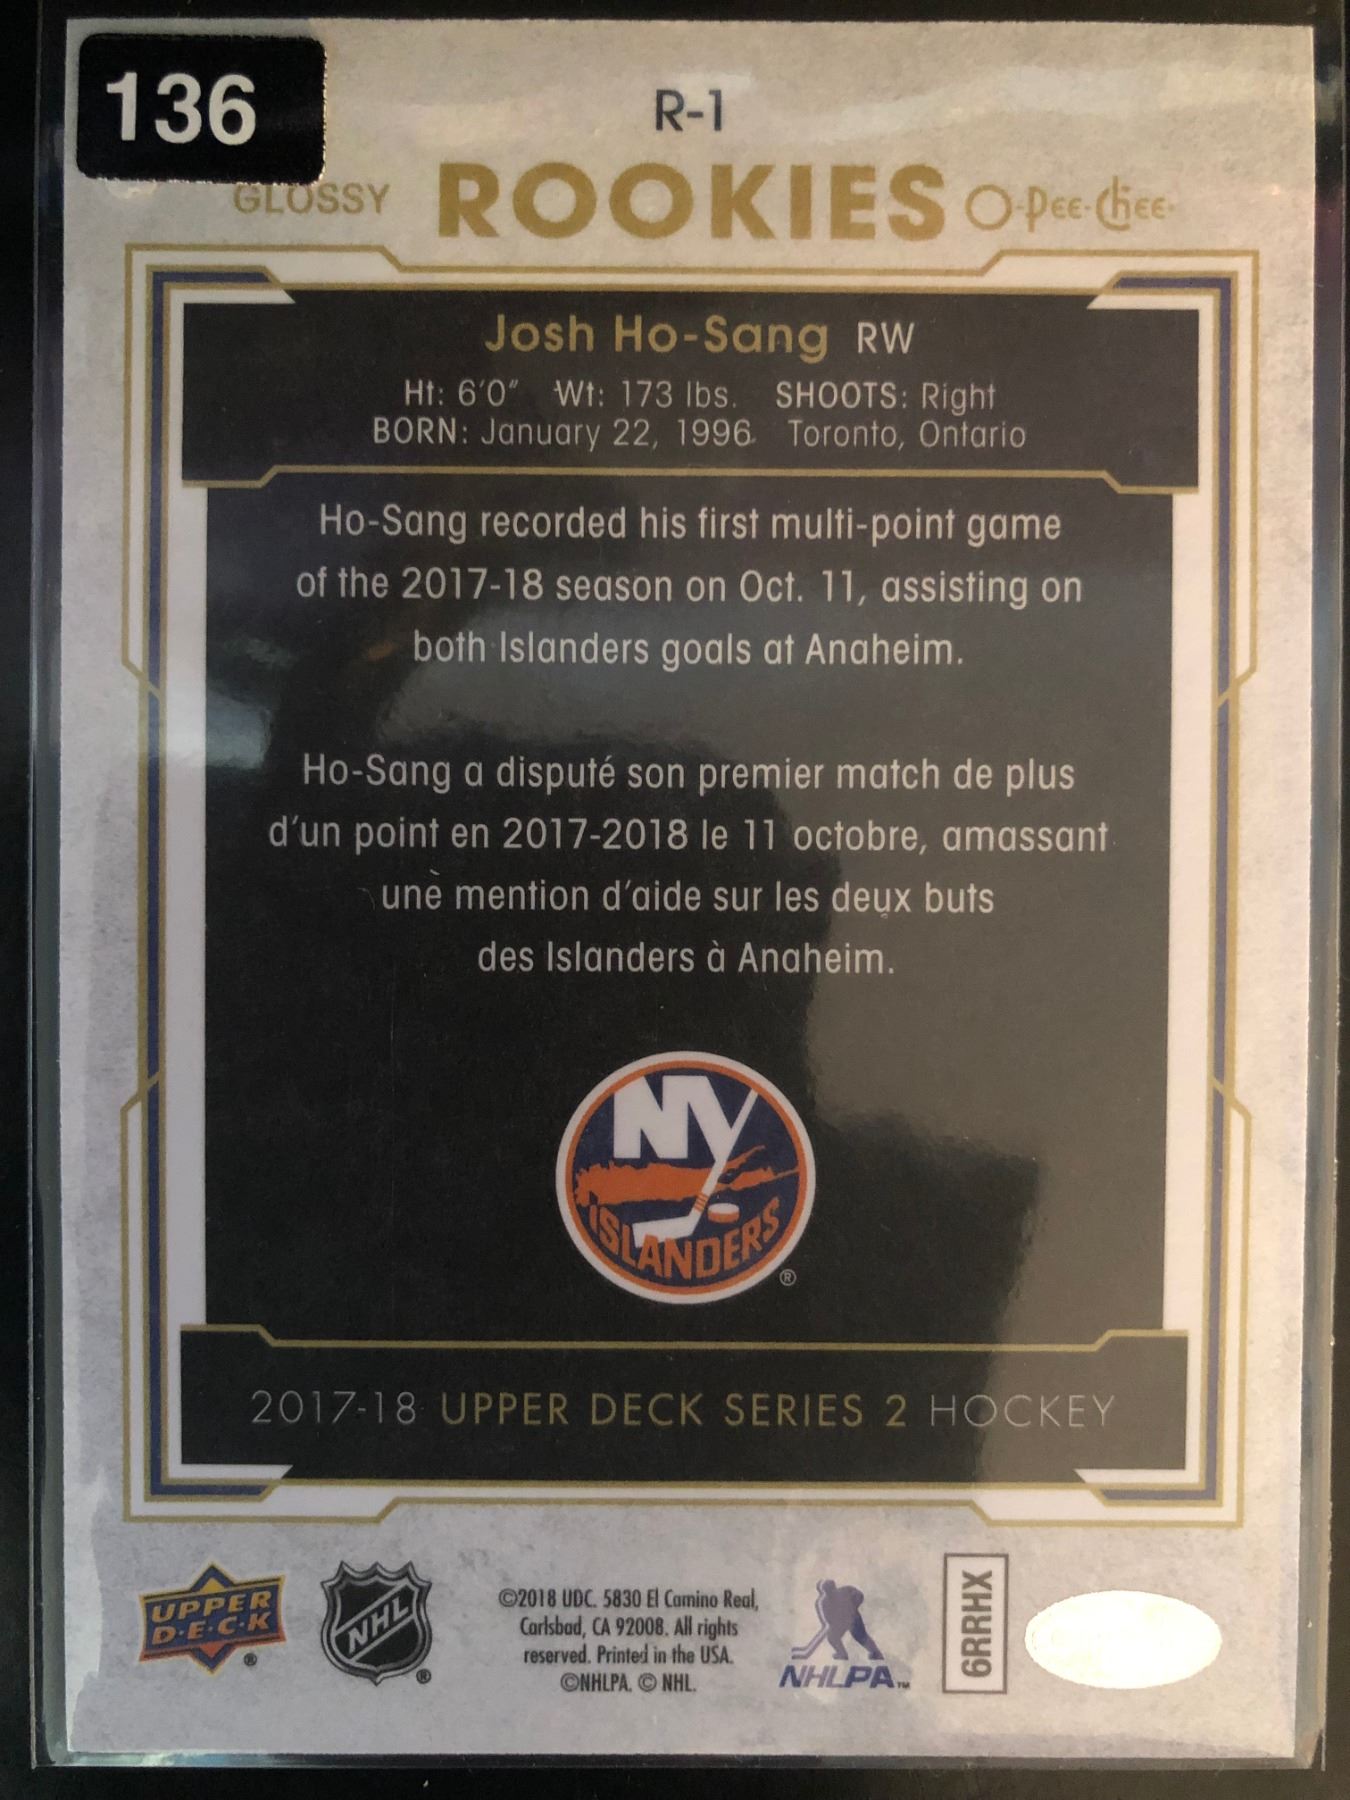 136
R-1
GLOSSY ROOKIES O-Pee-Chee
Josh Ho-Sang RW
Ht: 6'0" Wt: 173 lbs. SHOOTS: Right
BORN: January 22, 1996 Toronto, Ontario
Ho-Sang recorded his first multi-point game
of the 2017-18 season on Oct. 11, assisting on
both Islanders goals at Anaheim.
Ho-Sang a disputé son premier match de plus
d'un point en 2017-2018 le 11 octobre, amassant
une mention d'aide sur les deux buts
des Islanders à Anaheim.
NY
ISLANDERS
®
2017-18 UPPER DECK SERIES 2 HOCKEY
UPPER
D·E·C·K
®
NHL
®
©2018 UDC. 5830 El Camino Real,
Carlsbad, CA 92008. All rights
reserved. Printed in the USA.
©NHLPA. © NHL.
NHLPA™
6RRHX